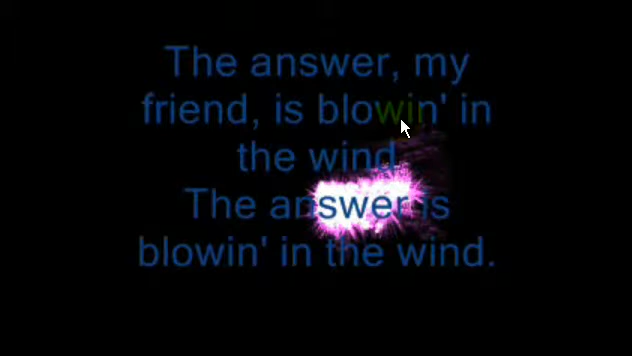 The answer, my
friend, is blowin' in
the wind.
The answer is
blowin' in the wind.